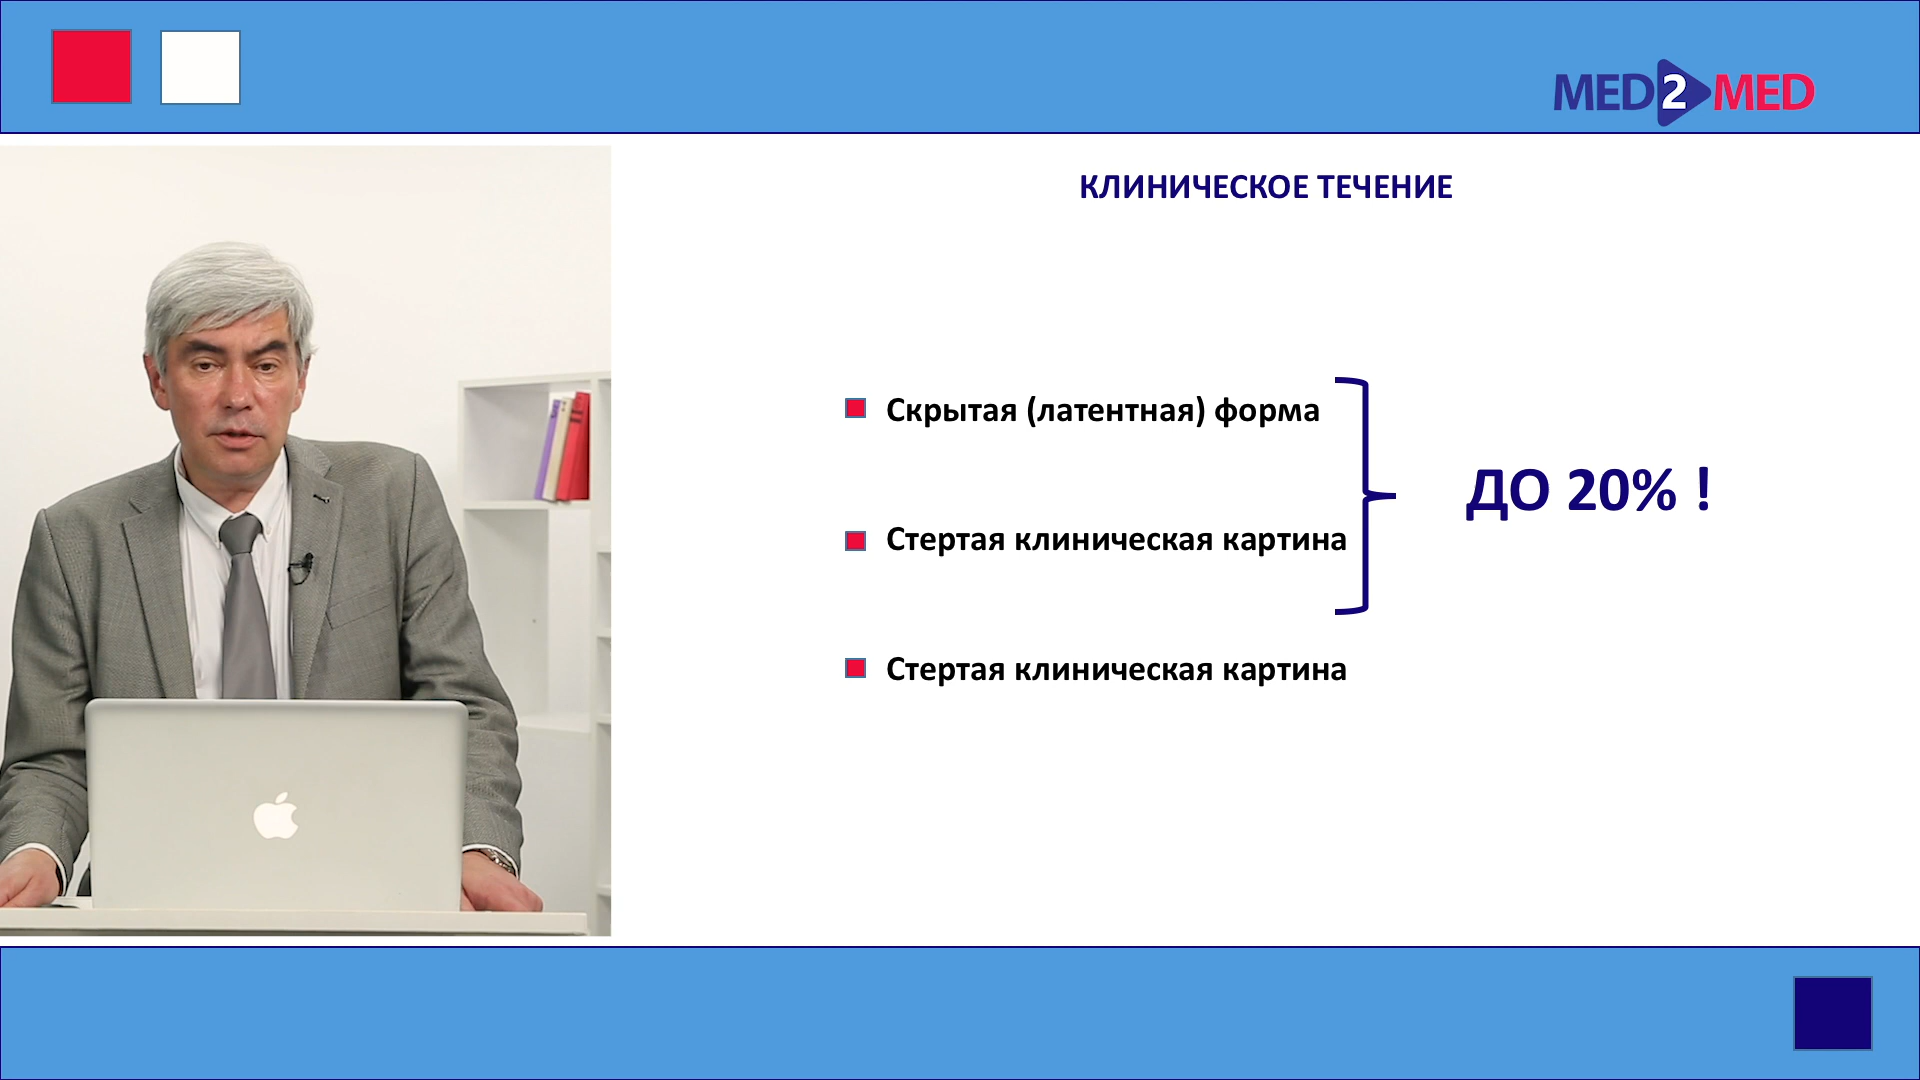 MED2MED
КЛИНИЧЕСКОЕ ТЕЧЕНИЕ
Скрытая (латентная) форма
ДО 20% !
Стертая клиническая картина
Стертая клиническая картина